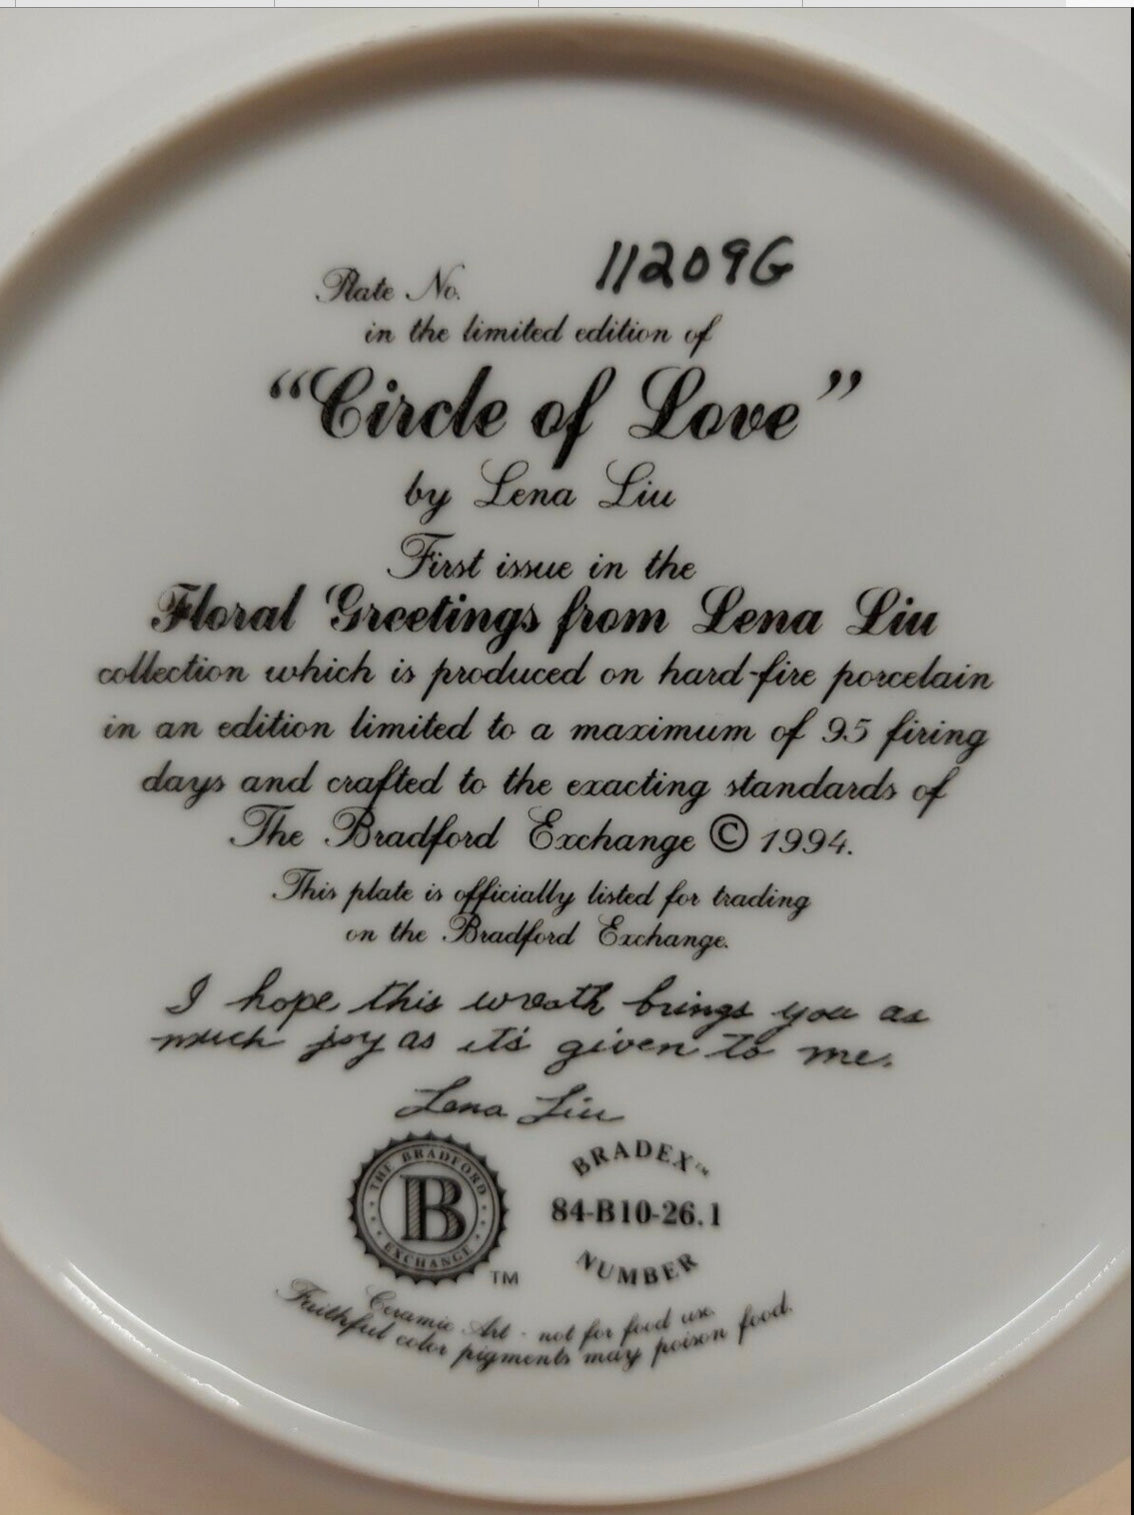 Plate No. 11209G
in the limited edition of
“Circle of Love”
by Lena Liu
First issue in the
Floral Greetings from Lena Liu
collection which is produced on hard-fire porcelain
in an edition limited to a maximum of 95 firing
days and crafted to the exacting standards of
The Bradford Exchange © 1994.
This plate is officially listed for trading
on the Bradford Exchange.
I hope this wreath brings you as
much joy as it's given to me.
Lena Liu
THE BRADFORD
B
EXCHANGE
TM
BRADEX™
84-B10-26.1
NUMBER
Ceramic Art - not for food use.
Faithful color pigments may poison food.